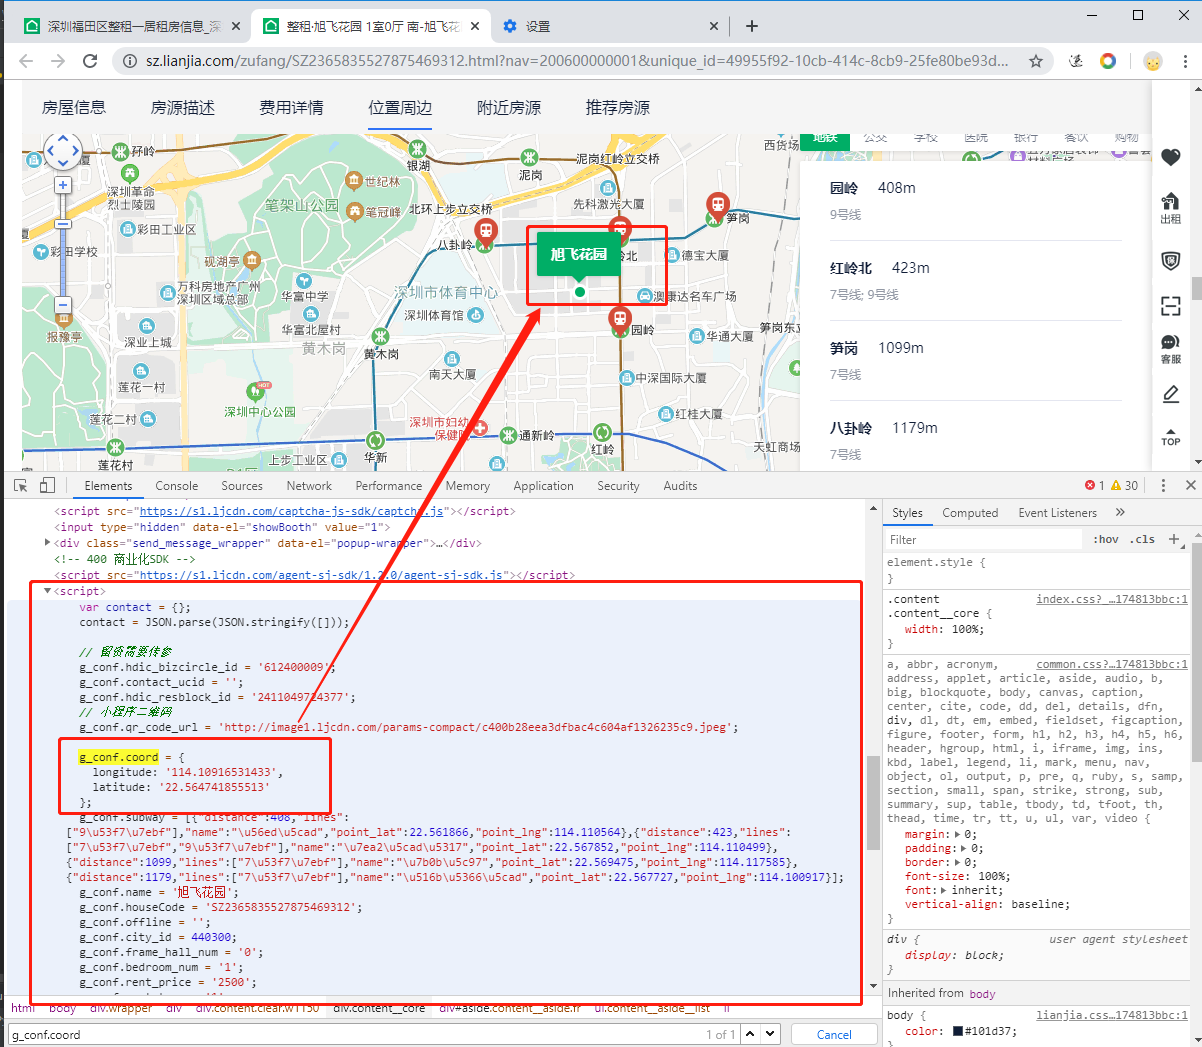 深圳福田区整租一居租房信息_深
整租·旭飞花园 1室0厅 南-旭飞花
设置
sz.lianjia.com/zufang/SZ2365835527875469312.html?nav=200600000001&unique_id=49955f92-10cb-414c-8cb9-25fe80be93d...
房屋信息 房源描述 费用详情 位置周边 附近房源 推荐房源
地铁 公交 学校 医院 银行 餐饮 购物
孖岭
银湖
泥岗
泥岗红岭立交桥
西货场
深圳革命
烈士陵园
世纪林
笔架山公园
笔冠峰
北环上步立交桥
先科激光大厦
笋岗
彩田工业区
八卦岭
旭飞花园
岭北
彩田学校
砚湖亭
德宝大厦
万科房地产广州
深圳区域总部
华富中学
深圳市体育中心
澳康达名车广场
深圳体育馆
华富北屋村
园岭
笋岗东立
报豫亭
深业上城
黄木岗
黄木岗
华通大厦
南天大厦
莲花一村
中深国际大厦
HOT
深圳中心公园
莲花二村
深圳市妇幼
保健院
红桂大厦
通新岭
莲花村
上步工业区
华新
红岭
天虹商场
园岭 408m
9号线
红岭北 423m
7号线; 9号线
笋岗 1099m
7号线
八卦岭 1179m
7号线
出租
客服
TOP
Elements Console Sources Network Performance Memory Application Security Audits 1 30
<script src="https://s1.ljcdn.com/captcha-js-sdk/captcha.js"></script>
<input type="hidden" data-el="showBooth" value="1">
<div class="send_message_wrapper" data-el="popup-wrapper">…</div>
<!-- 400 商业化SDK -->
<script src="https://s1.ljcdn.com/agent-sj-sdk/1.2.0/agent-sj-sdk.js"></script>
<script>
var contact = {};
contact = JSON.parse(JSON.stringify([]));
// 留资需要传参
g_conf.hdic_bizcircle_id = '612400009';
g_conf.contact_ucid = '';
g_conf.hdic_resblock_id = '2411049724377';
// 小程序二维码
g_conf.qr_code_url = 'http://image1.ljcdn.com/params-compact/c400b28eea3dfbac4c604af1326235c9.jpeg';
g_conf.coord = {
longitude: '114.10916531433',
latitude: '22.564741855513'
};
g_conf.subway = [{"distance":408,"lines":
["9\u53f7\u7ebf"],"name":"\u56ed\u5cad","point_lat":22.561866,"point_lng":114.110564},{"distance":423,"lines":
["7\u53f7\u7ebf","9\u53f7\u7ebf"],"name":"\u7ea2\u5cad\u5317","point_lat":22.567852,"point_lng":114.110499},
{"distance":1099,"lines":["7\u53f7\u7ebf"],"name":"\u7b0b\u5c97","point_lat":22.569475,"point_lng":114.117585},
{"distance":1179,"lines":["7\u53f7\u7ebf"],"name":"\u516b\u5366\u5cad","point_lat":22.567727,"point_lng":114.100917}];
g_conf.name = '旭飞花园';
g_conf.houseCode = 'SZ2365835527875469312';
g_conf.offline = '';
g_conf.city_id = 440300;
g_conf.frame_hall_num = '0';
g_conf.bedroom_num = '1';
g_conf.rent_price = '2500';
html body div.wrapper div div.content.clear.w1150 div.content__core div#aside.content__aside.fr ul.content__aside__list li
g_conf.coord 1 of 1 Cancel
Styles Computed Event Listeners »
Filter :hov .cls +
element.style {
}
.content index.css?_…174813bbc:1
.content__core {
width: 100%;
}
a, abbr, acronym, common.css?…174813bbc:1
address, applet, article, aside, audio, b,
big, blockquote, body, canvas, caption,
center, cite, code, dd, del, details, dfn,
div, dl, dt, em, embed, fieldset, figcaption,
figure, footer, form, h1, h2, h3, h4, h5, h6,
header, hgroup, html, i, iframe, img, ins,
kbd, label, legend, li, mark, menu, nav,
object, ol, output, p, pre, q, ruby, s, samp,
section, small, span, strike, strong, sub,
summary, sup, table, tbody, td, tfoot, th,
thead, time, tr, tt, u, ul, var, video {
margin: 0;
padding: 0;
border: 0;
font-size: 100%;
font: inherit;
vertical-align: baseline;
}
div { user agent stylesheet
display: block;
}
Inherited from body
body { lianjia.css…174813bbc:1
color: #101d37;